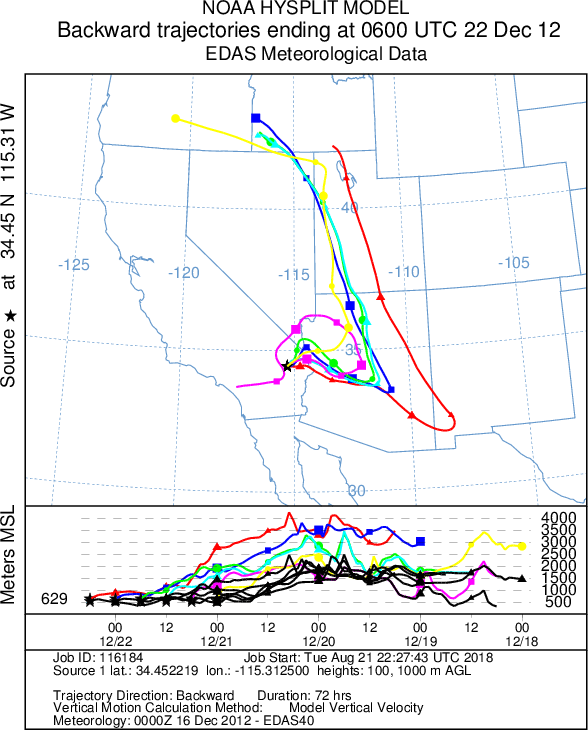 NOAA HYSPLIT MODEL
Backward trajectories ending at 0600 UTC 22 Dec 12
EDAS Meteorological Data
Source ★ at 34.45 N 115.31 W
40
-125
-120
-115
-110
-105
35
30
Meters MSL
629
4000
3500
3000
2500
2000
1500
1000
500
00 12 00 12 00 12 00 12 00
12/22 12/21 12/20 12/19 12/18
Job ID: 116184 Job Start: Tue Aug 21 22:27:43 UTC 2018
Source 1 lat.: 34.452219 lon.: -115.312500 heights: 100, 1000 m AGL
Trajectory Direction: Backward Duration: 72 hrs
Vertical Motion Calculation Method: Model Vertical Velocity
Meteorology: 0000Z 16 Dec 2012 - EDAS40